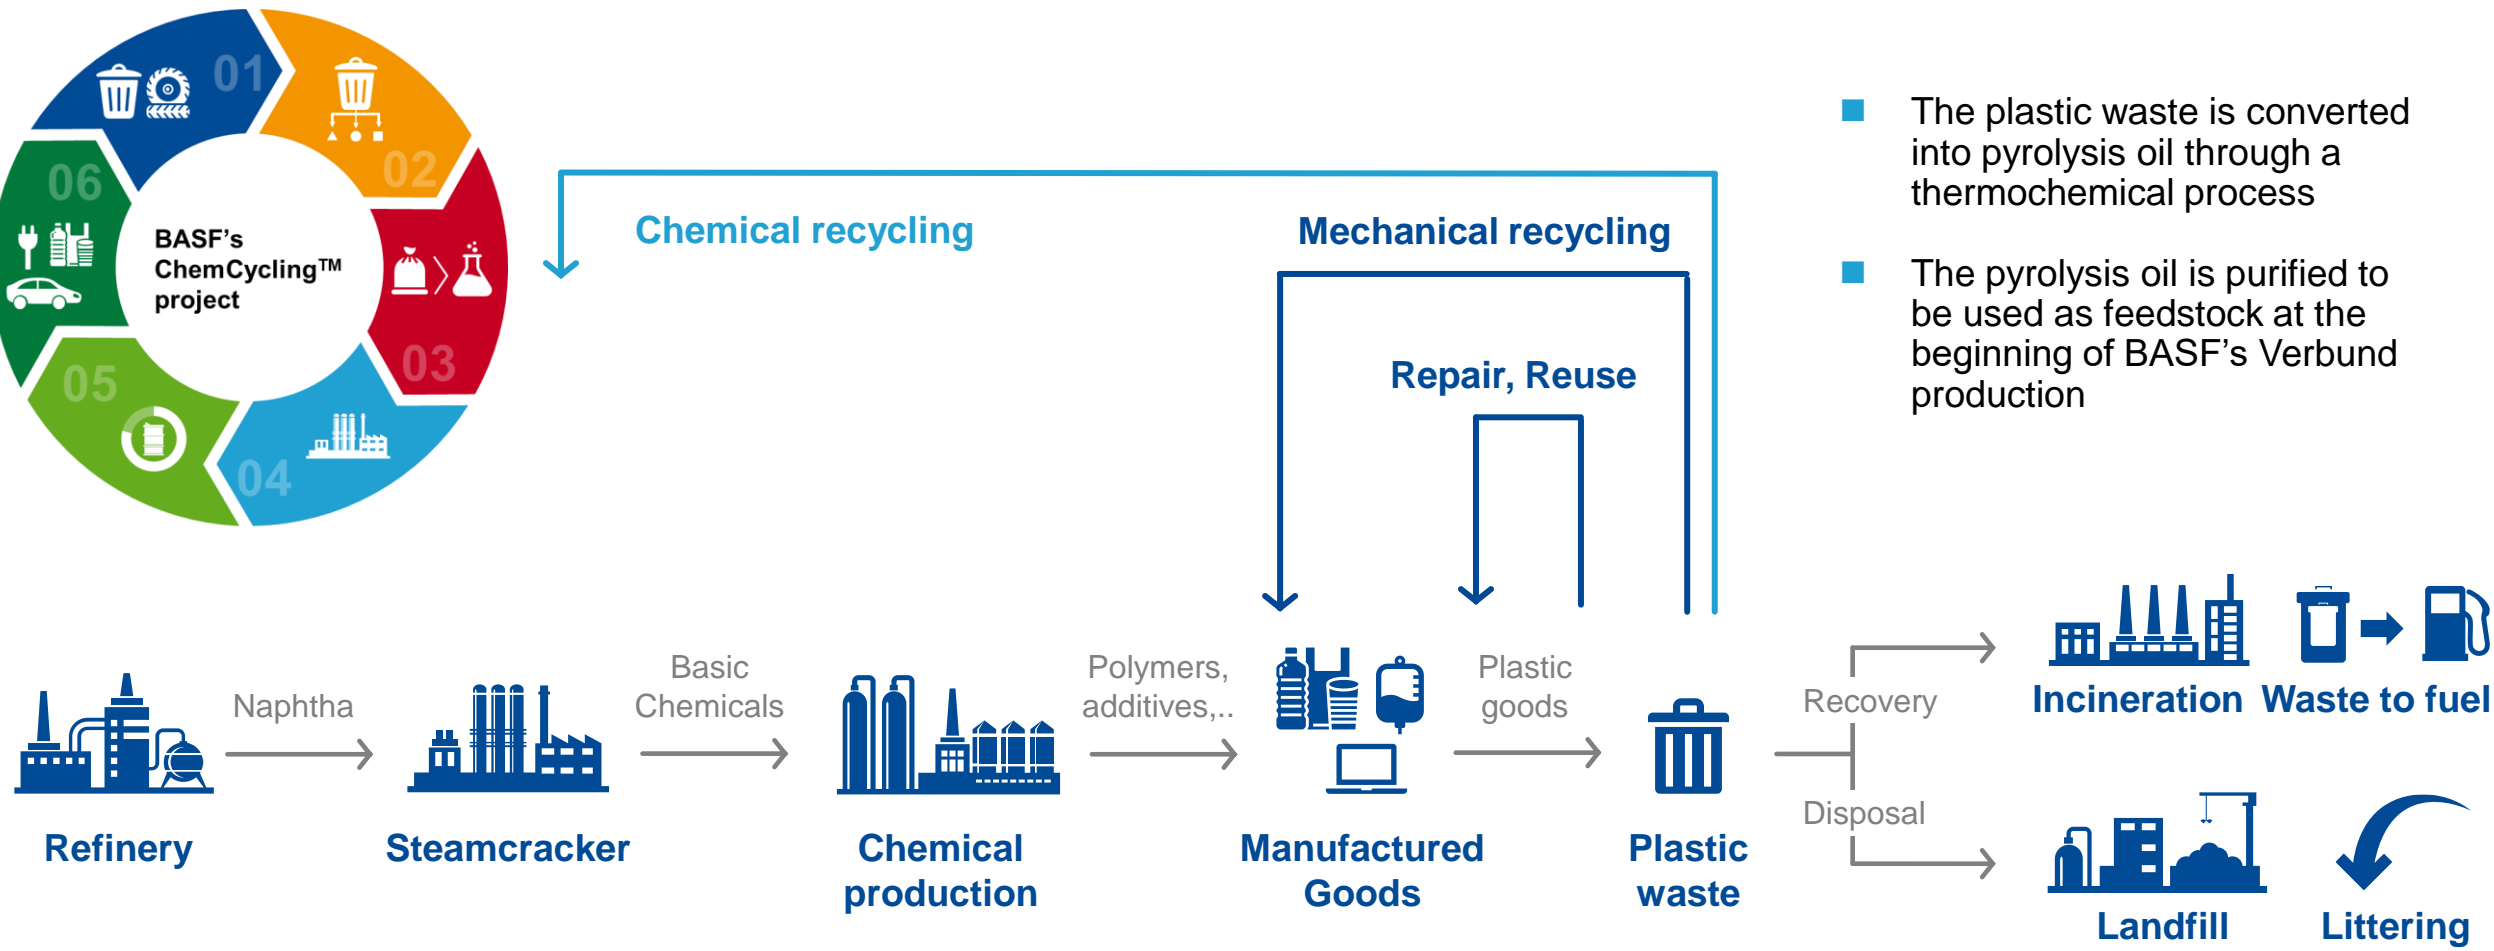 01
02
03
04
05
06
BASF’s
ChemCycling™
project
Chemical recycling
Mechanical recycling
Repair, Reuse
The plastic waste is converted
into pyrolysis oil through a
thermochemical process
The pyrolysis oil is purified to
be used as feedstock at the
beginning of BASF’s Verbund
production
Refinery
Naphtha
Steamcracker
Basic
Chemicals
Chemical
production
Polymers,
additives,..
Manufactured
Goods
Plastic
goods
Plastic
waste
Recovery
Incineration
Waste to fuel
Disposal
Landfill
Littering